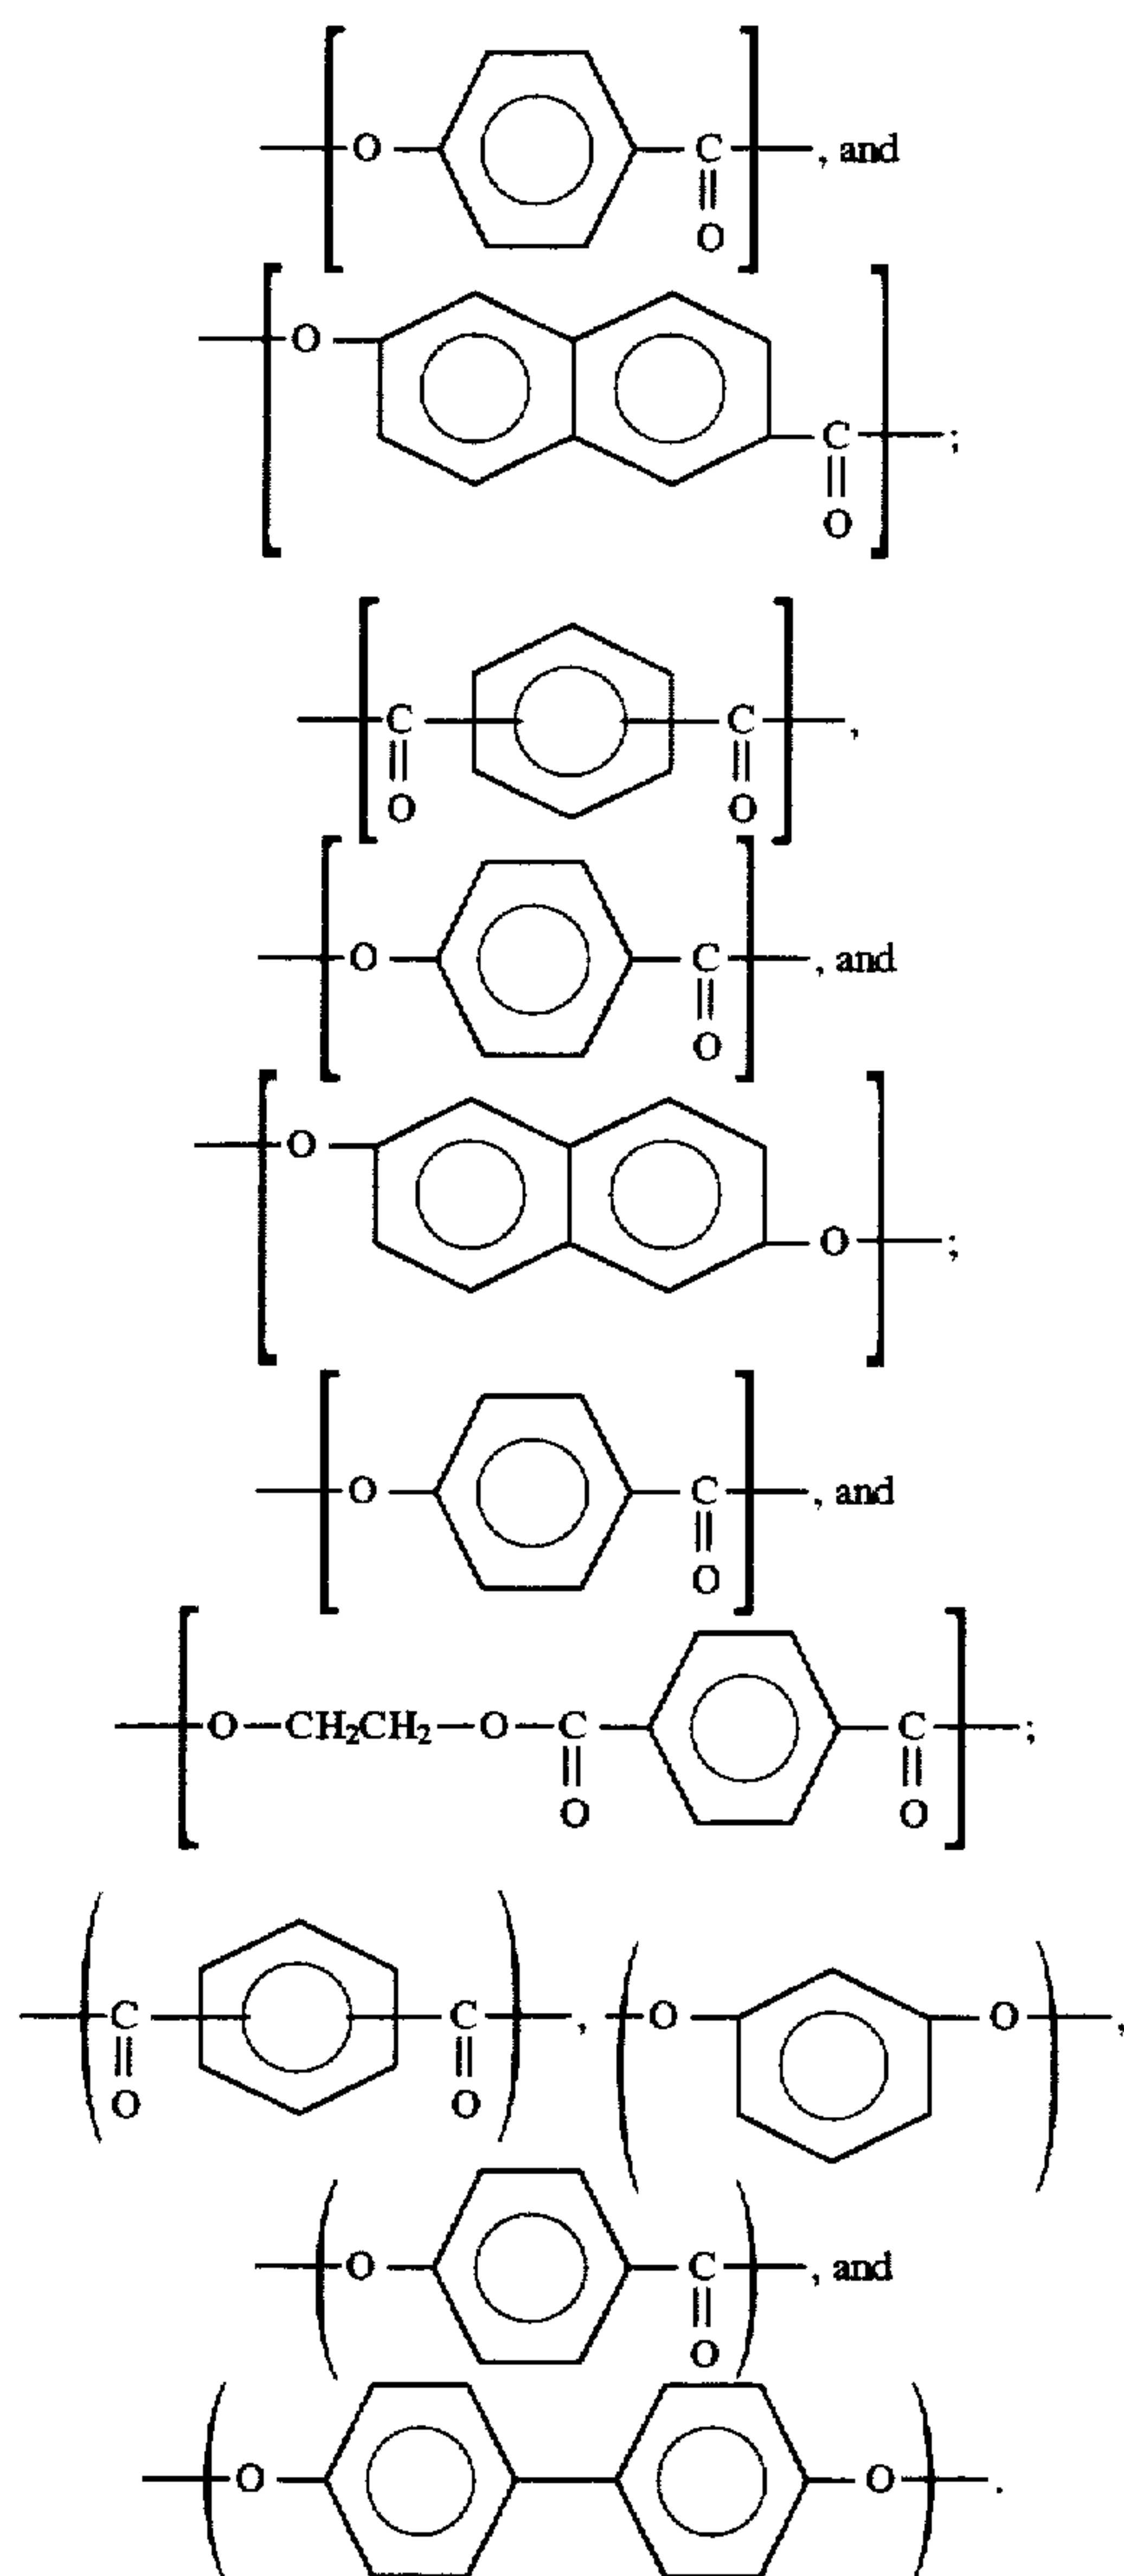 O C , and
O
O
C ;
O
C C ,
O O
O C , and
O
O
O ;
O C , and
O
O—CH₂CH₂—O—C C ;
O O
C C , O O ,
O O
O C , and
O
O O .